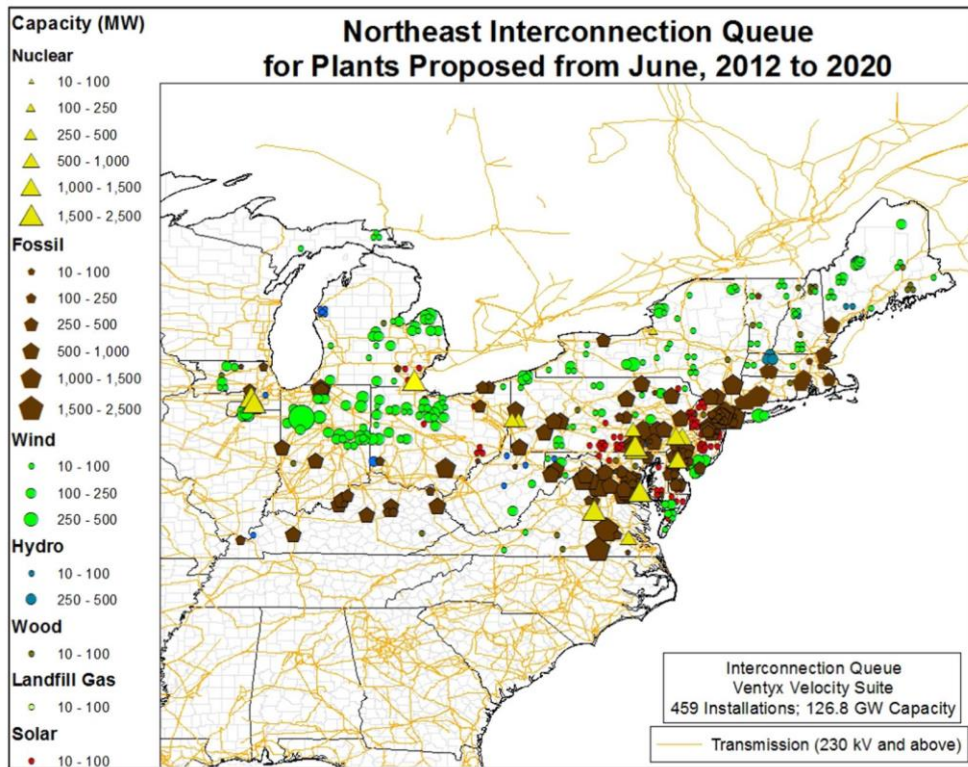 Capacity (MW)
Nuclear
10 - 100
100 - 250
250 - 500
500 - 1,000
1,000 - 1,500
1,500 - 2,500
Fossil
10 - 100
100 - 250
250 - 500
500 - 1,000
1,000 - 1,500
1,500 - 2,500
Wind
10 - 100
100 - 250
250 - 500
Hydro
10 - 100
250 - 500
Wood
10 - 100
Landfill Gas
10 - 100
Solar
10 - 100
Northeast Interconnection Queue
for Plants Proposed from June, 2012 to 2020
Interconnection Queue
Ventyx Velocity Suite
459 Installations; 126.8 GW Capacity
Transmission (230 kV and above)